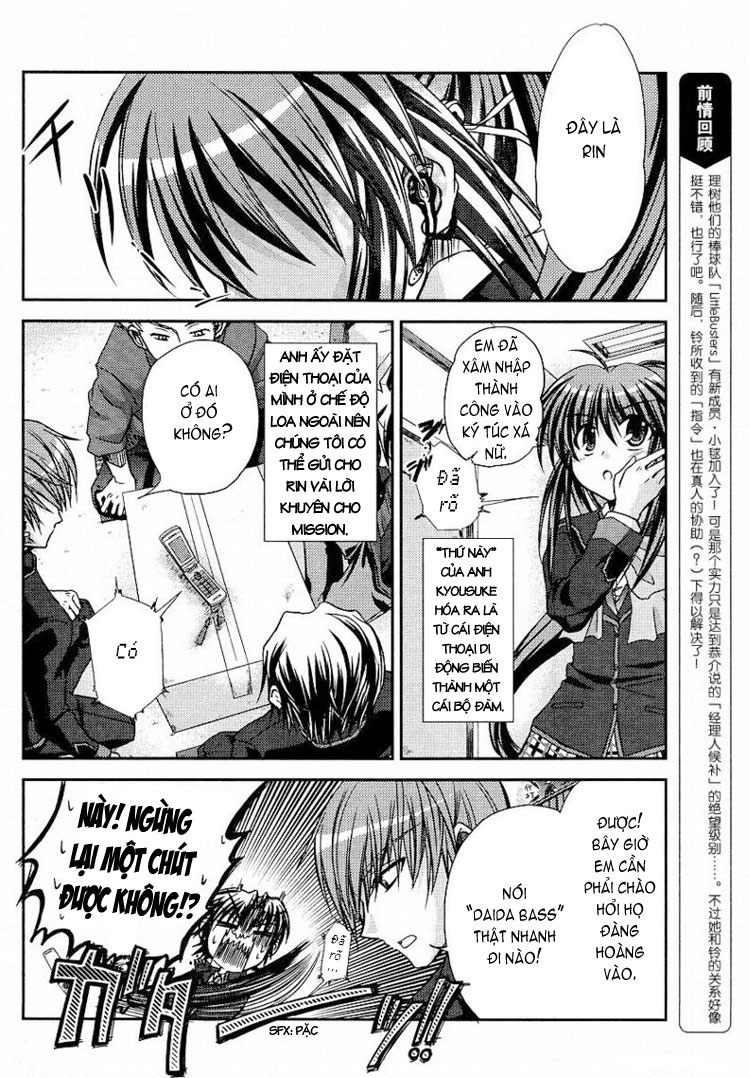 ĐÂY LÀ
RIN
EM ĐÃ
XÂM NHẬP
THÀNH
CÔNG VÀO
KÝ TÚC XÁ
NỮ.
Đã
rõ
"THỨ NÀY"
CỦA ANH
KYOUSUKE
HÓA RA LÀ
TỪ CÁI ĐIỆN
THOẠI DI
ĐỘNG BIẾN
THÀNH MỘT
CÁI BỘ ĐÀM.
ANH ẤY ĐẶT
ĐIỆN THOẠI CỦA
MÌNH Ở CHẾ ĐỘ
LOA NGOÀI NÊN
CHÚNG TÔI CÓ
THỂ GỬI CHO
RIN VÀI LỜI
KHUYÊN CHO
MISSION.
CÓ AI
Ở ĐÓ
KHÔNG?
Có
ĐƯỢC!
BÂY GIỜ
EM CẦN
PHẢI CHÀO
HỎI HỌ
ĐÀNG
HOÀNG
VÀO.
NÓI
"DAIDA BASS"
THẬT NHANH
ĐI NÀO!
Đã
rõ...
NÀY! NGỪNG
LẠI MỘT CHÚT
ĐƯỢC KHÔNG!?
ガタタッ
SFX: PẶC
前情回顾
理树他们的棒球队「LittleBusters」有新成员·小毬加入了！可是那个实力只是达到恭介说的「经理人候补」的绝望级别……。不过她和铃的关系好像
挺不错，也行了吧。随后，铃所收到的「指令」也在真人的协助（？）下得以解决了！